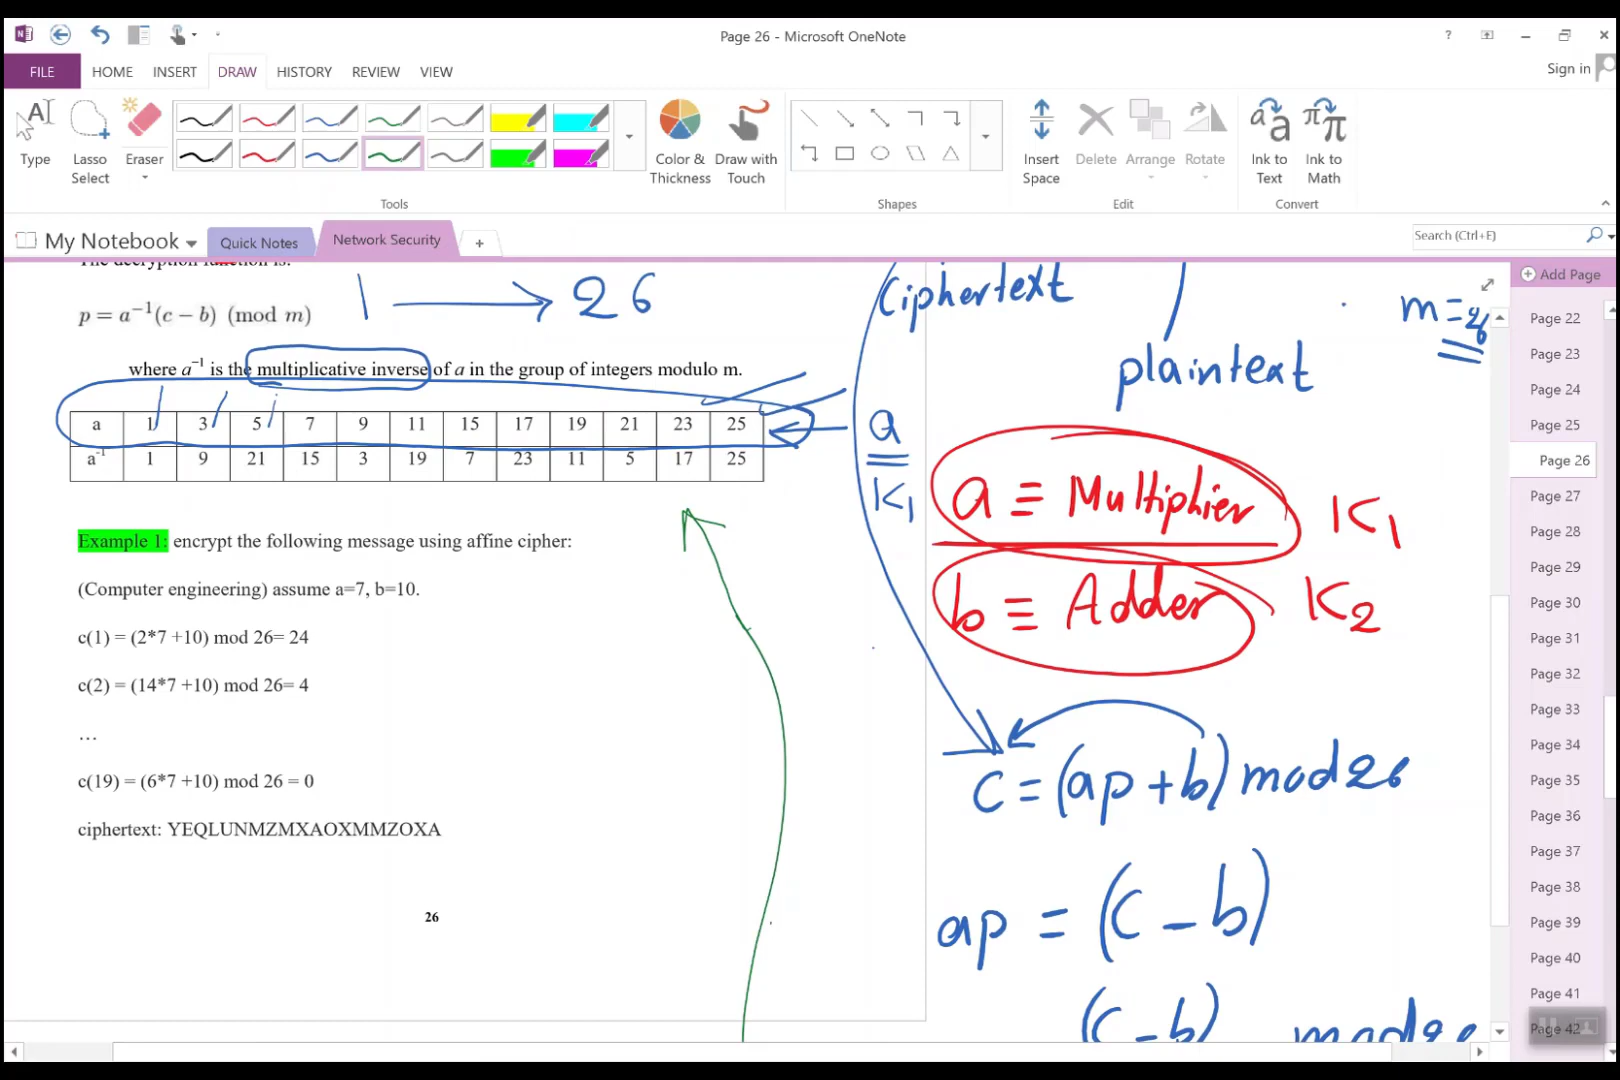 Page 26 - Microsoft OneNote
?
Sign in
FILE HOME INSERT DRAW HISTORY REVIEW VIEW
Type
Lasso Select
Eraser
Color & Thickness
Draw with Touch
Insert Space
Delete
Arrange
Rotate
Ink to Text
Ink to Math
Tools
Shapes
Edit
Convert
My Notebook
Quick Notes
Network Security
+
Search (Ctrl+E)
Add Page
The decryption function is:
p = a⁻¹(c − b) (mod m)
1 → 26
where a⁻¹ is the multiplicative inverse of a in the group of integers modulo m.
a 1 3 5 7 9 11 15 17 19 21 23 25
a⁻¹ 1 9 21 15 3 19 7 23 11 5 17 25
Example 1: encrypt the following message using affine cipher:
(Computer engineering) assume a=7, b=10.
c(1) = (2*7 +10) mod 26= 24
c(2) = (14*7 +10) mod 26= 4
…
c(19) = (6*7 +10) mod 26 = 0
ciphertext: YEQLUNMZMXAOXMMZOXA
26
Ciphertext
m = 26
plaintext
a
K1
a ≡ Multiplier K1
b ≡ Adder K2
C = (ap + b) mod 26
ap = (C − b)
(C − b) mod 26
Page 22
Page 23
Page 24
Page 25
Page 26
Page 27
Page 28
Page 29
Page 30
Page 31
Page 32
Page 33
Page 34
Page 35
Page 36
Page 37
Page 38
Page 39
Page 40
Page 41
Page 42